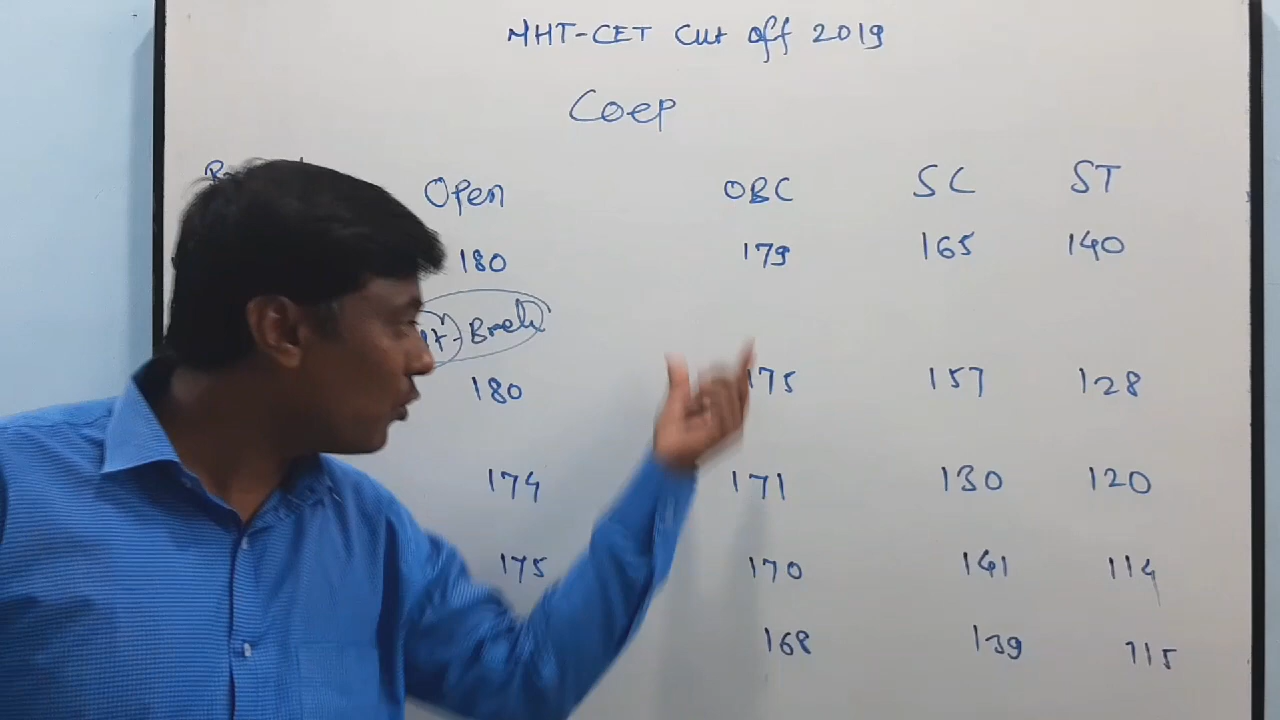 MHT-CET Cut off 2019
Coep
Open OBC SC ST
180 179 165 140
180 175 157 128
174 171 130 120
175 170 141 114
168 139 115